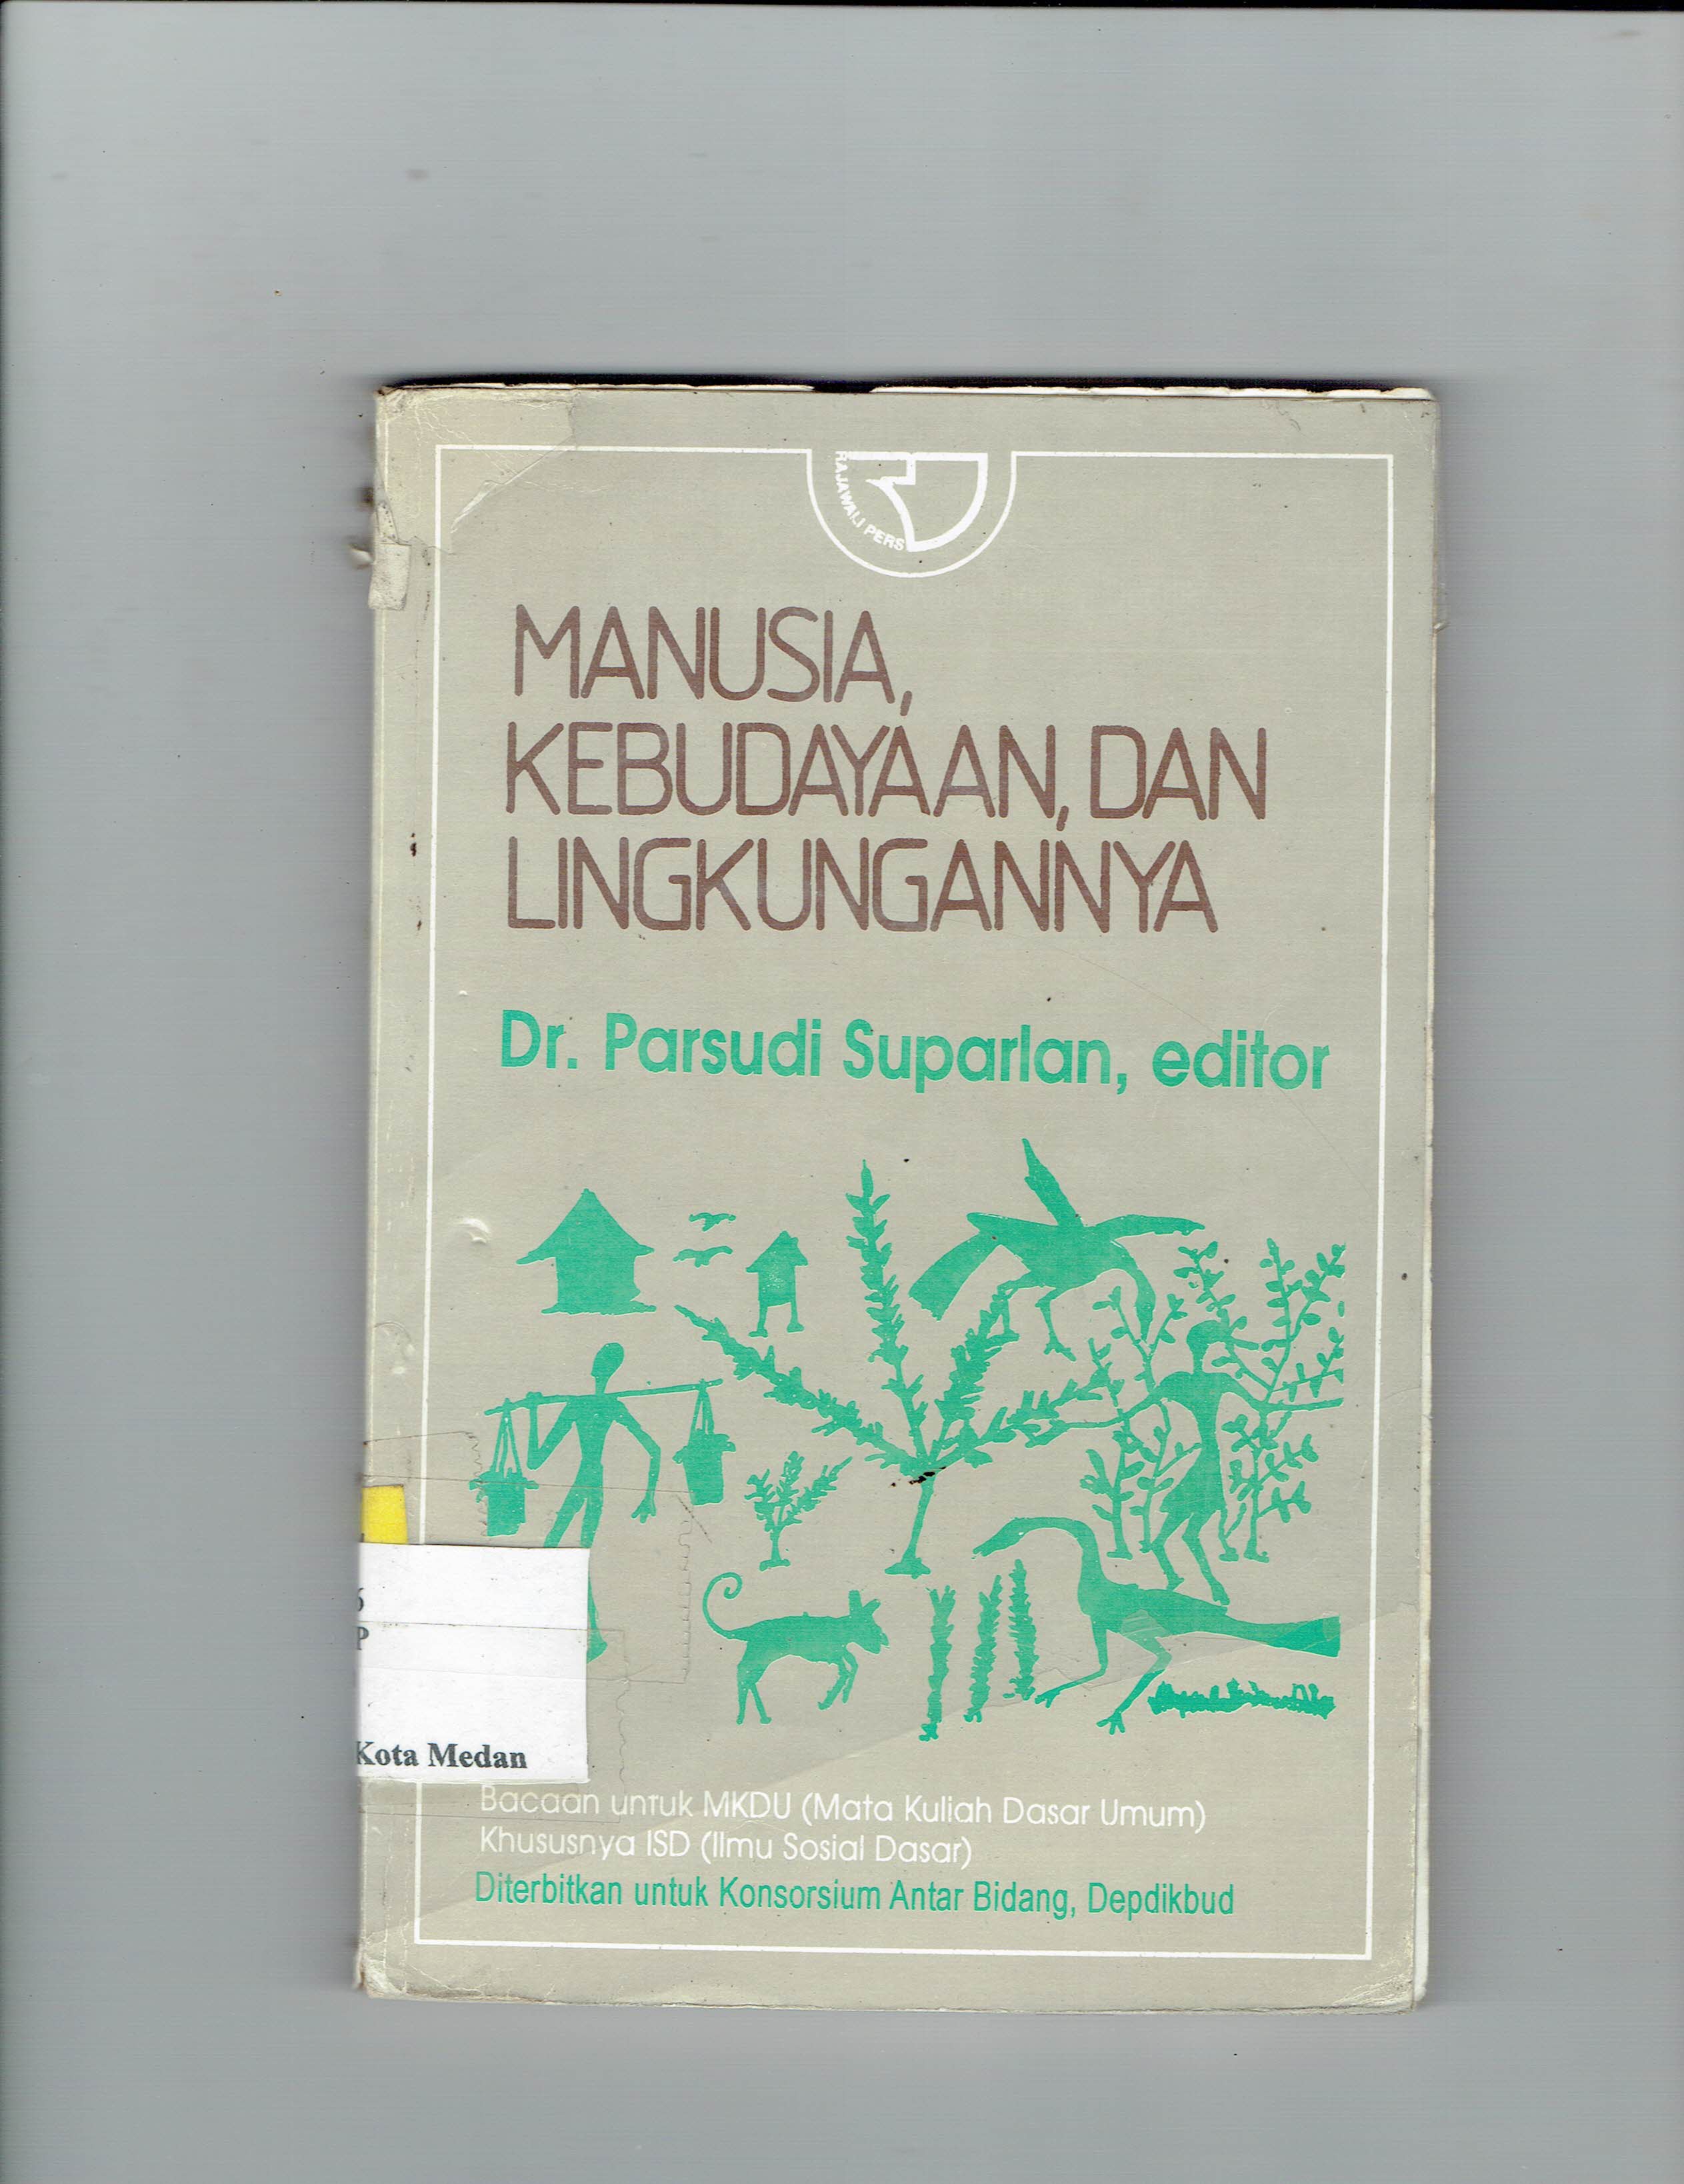 RAJAWALI PERS
MANUSIA,
KEBUDAYAAN, DAN
LINGKUNGANNYA
Dr. Parsudi Suparlan, editor
P
Kota Medan
Bacaan untuk MKDU (Mata Kuliah Dasar Umum)
Khususnya ISD (Ilmu Sosial Dasar)
Diterbitkan untuk Konsorsium Antar Bidang, Depdikbud